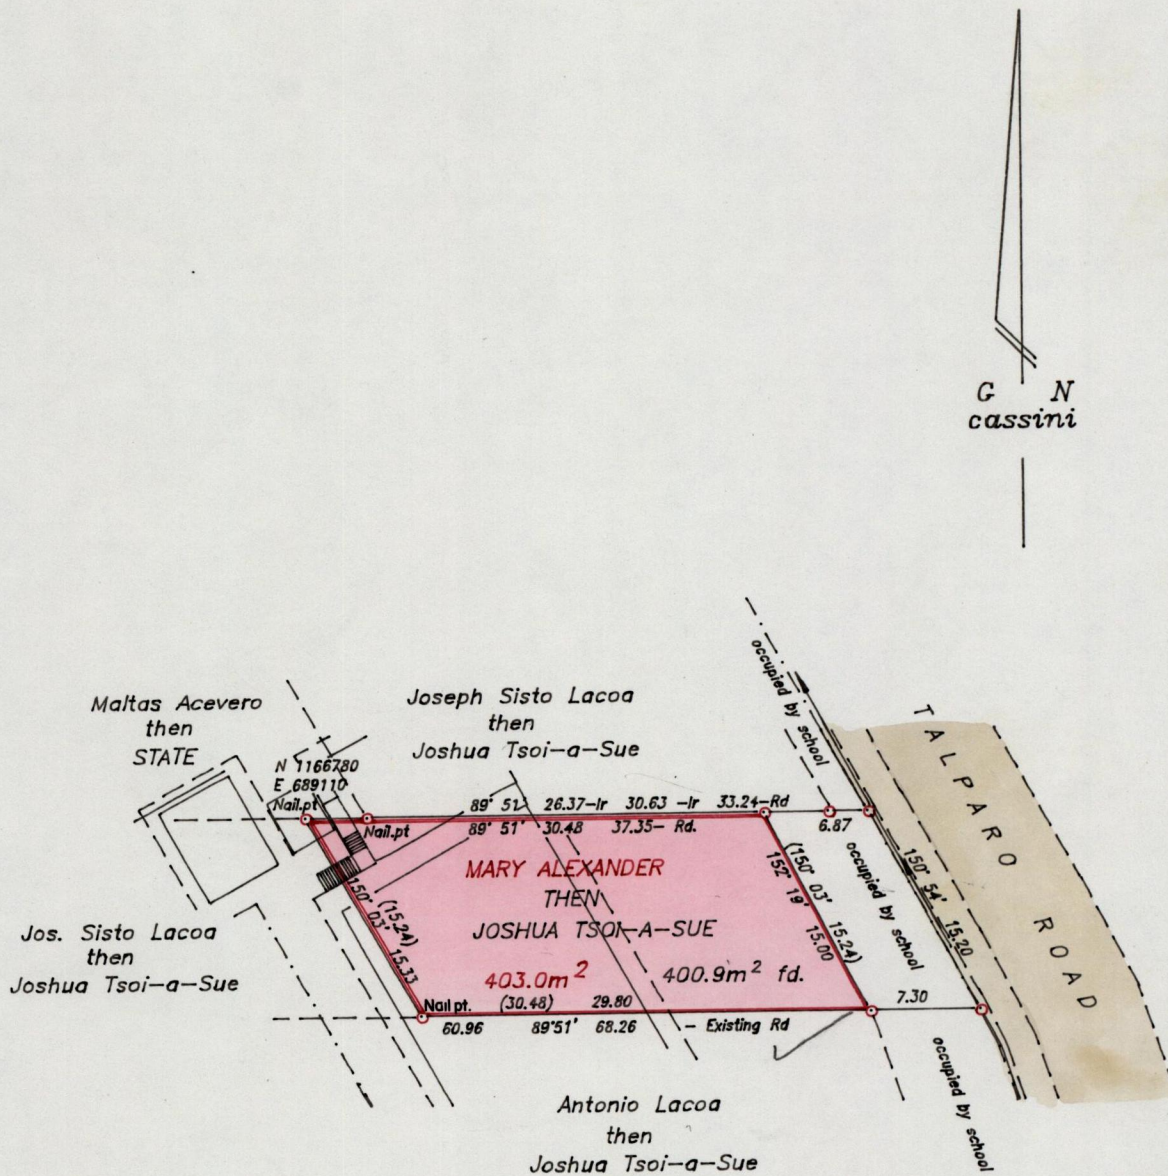 G N
cassini
Maltas Acevero
then
STATE
Joseph Sisto Lacoa
then
Joshua Tsoi-a-Sue
N 1166780
E 689110
Nail.pt
Nail.pt
89° 51' 26.37-Ir 30.63 -Ir 33.24-Rd
89° 51' 30.48 37.35- Rd.
6.87
occupied by school
TALPARO ROAD
MARY ALEXANDER
THEN
JOSHUA TSOI-A-SUE
403.0m²
400.9m² fd.
(15.24)
150° 03' 15.33
(150° 03' 15.24)
152° 19' 15.00
occupied by school
150° 54' 15.20
Jos. Sisto Lacoa
then
Joshua Tsoi-a-Sue
Nail pt. (30.48) 29.80
60.96 89°51' 68.26 - Existing Rd
7.30
occupied by school
Antonio Lacoa
then
Joshua Tsoi-a-Sue